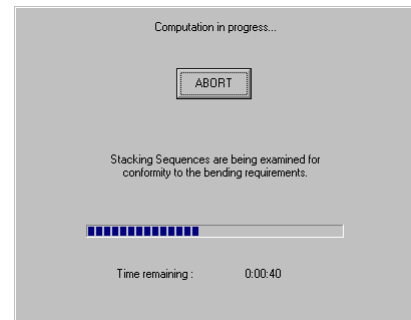 Computation in progress...
ABORT
Stacking Sequences are being examined for
conformity to the bending requirements.
Time remaining : 0:00:40